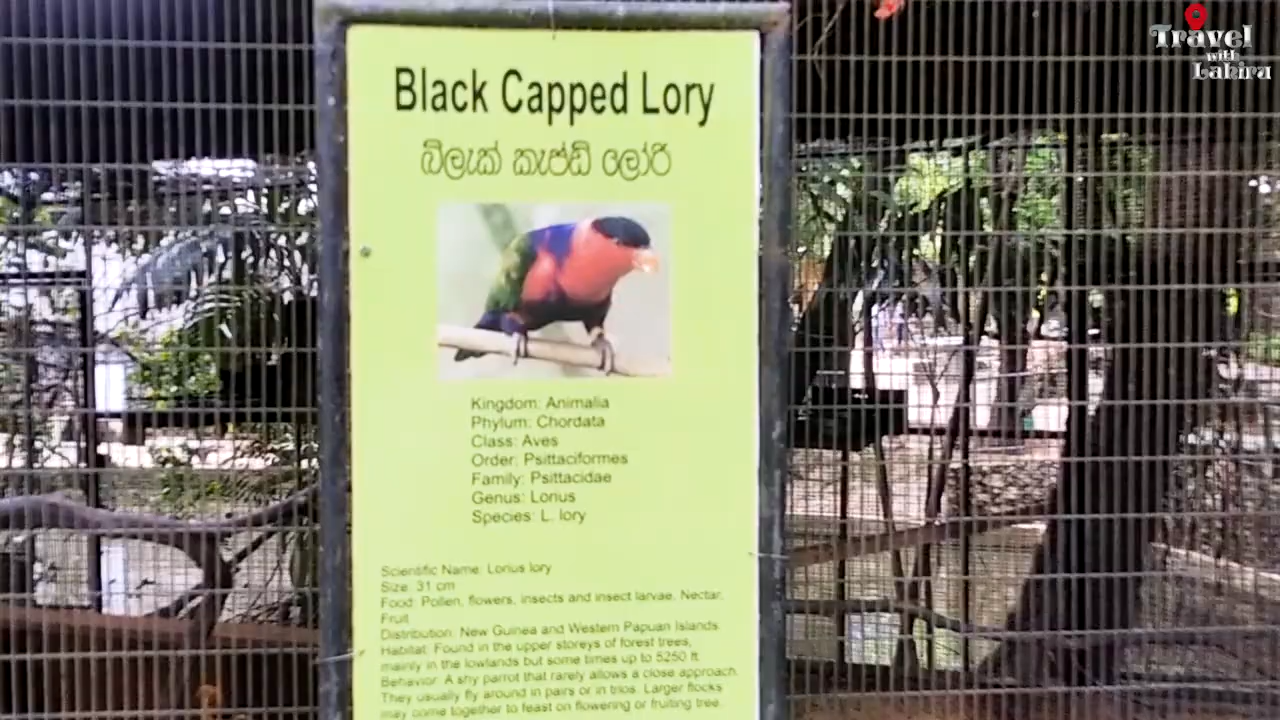 Travel
with
Lahiru
Black Capped Lory
බ්ලැක් කැප්ඩ් ලෝරි
Kingdom: Animalia
Phylum: Chordata
Class: Aves
Order: Psittaciformes
Family: Psittacidae
Genus: Lorius
Species: L. lory
Scientific Name: Lorius lory
Size: 31 cm
Food: Pollen, flowers, insects and insect larvae, Nectar,
Fruit
Distribution: New Guinea and Western Papuan Islands.
Habitat: Found in the upper storeys of forest trees,
mainly in the lowlands but some times up to 5250 ft.
Behavior: A shy parrot that rarely allows a close approach.
They usually fly around in pairs or in trios. Larger flocks
may come together to feast on flowering or fruiting tree.